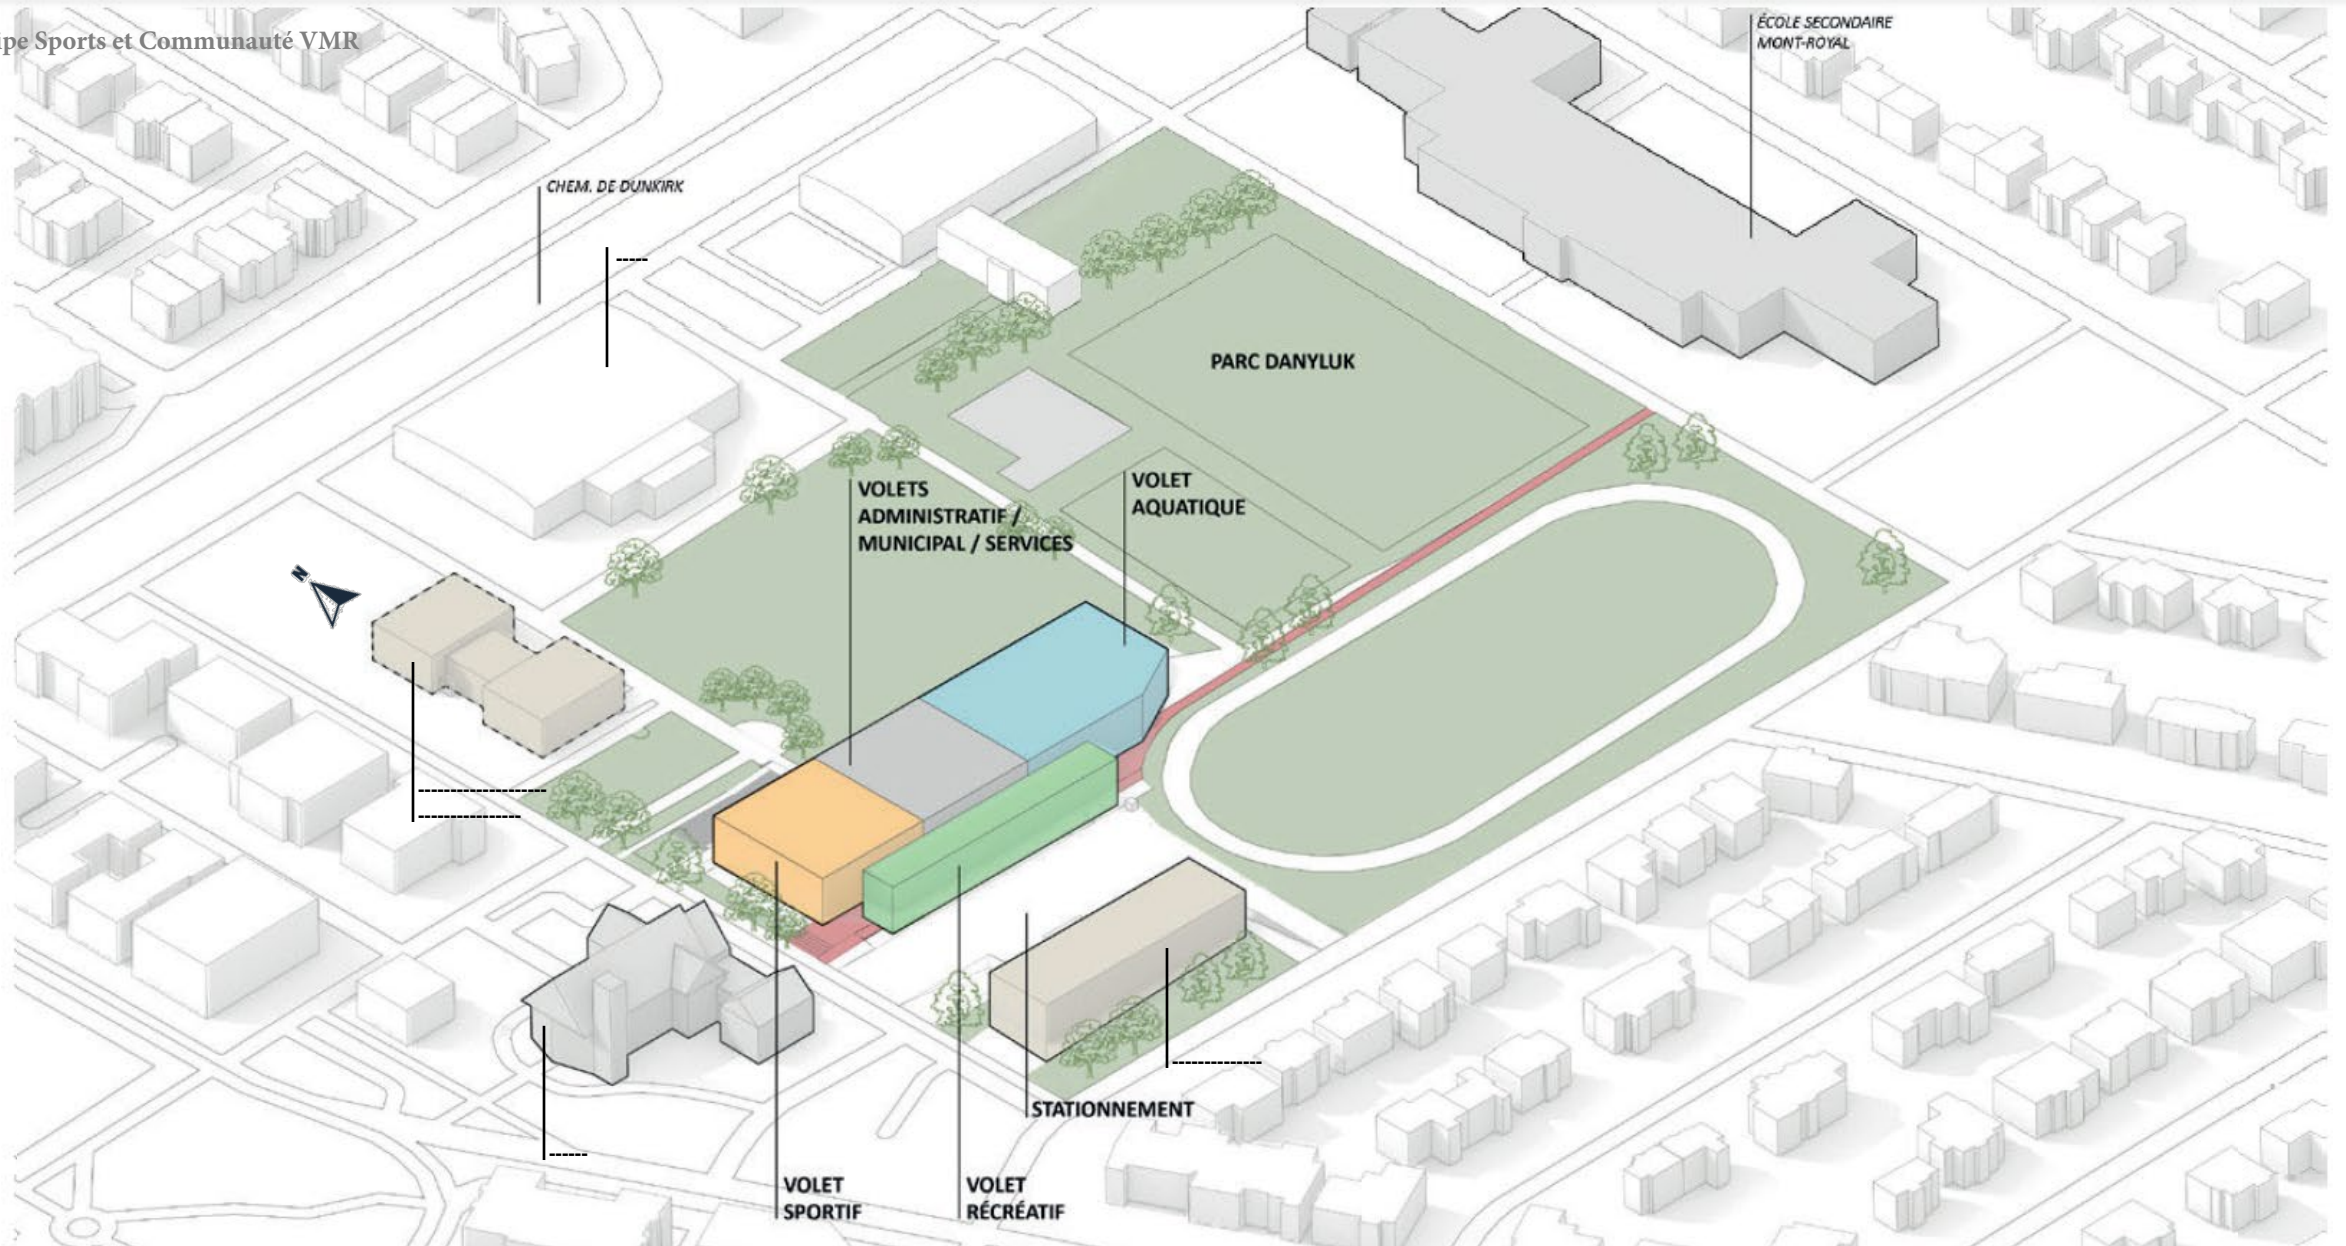 ipe Sports et Communauté VMR
ÉCOLE SECONDAIRE
MONT-ROYAL
CHEM. DE DUNKIRK
PARC DANYLUK
VOLETS
ADMINISTRATIF /
MUNICIPAL / SERVICES
VOLET
AQUATIQUE
N
STATIONNEMENT
VOLET
SPORTIF
VOLET
RÉCRÉATIF